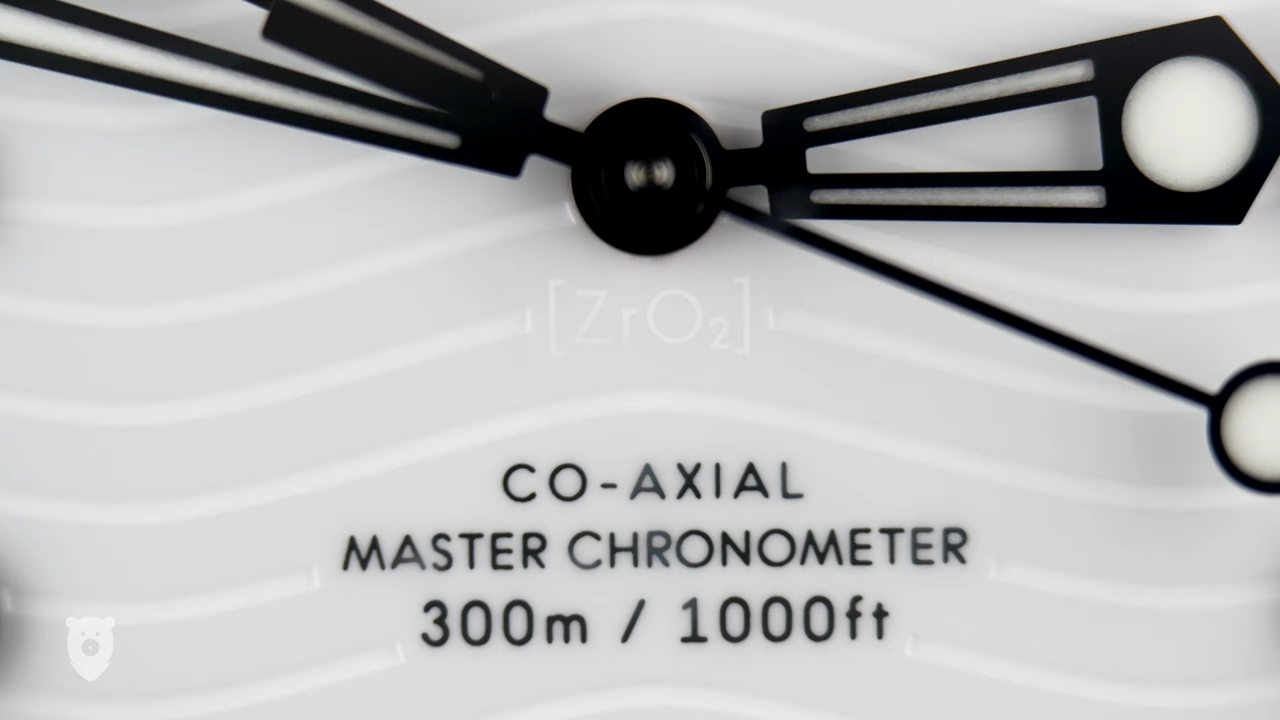 [ZrO₂]
CO-AXIAL
MASTER CHRONOMETER
300m / 1000ft